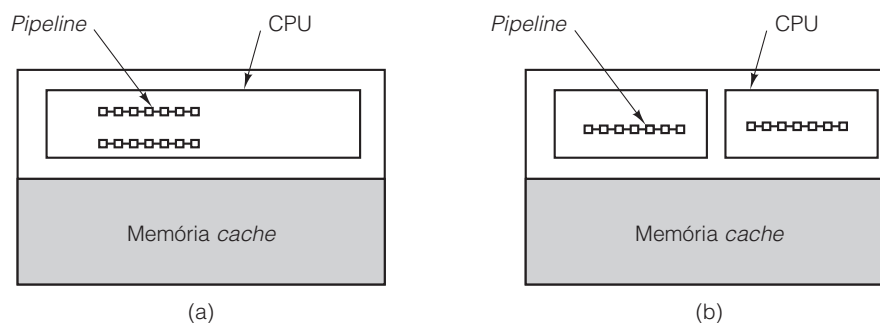 Pipeline
CPU
Memória cache
(a)
Pipeline
CPU
Memória cache
(b)